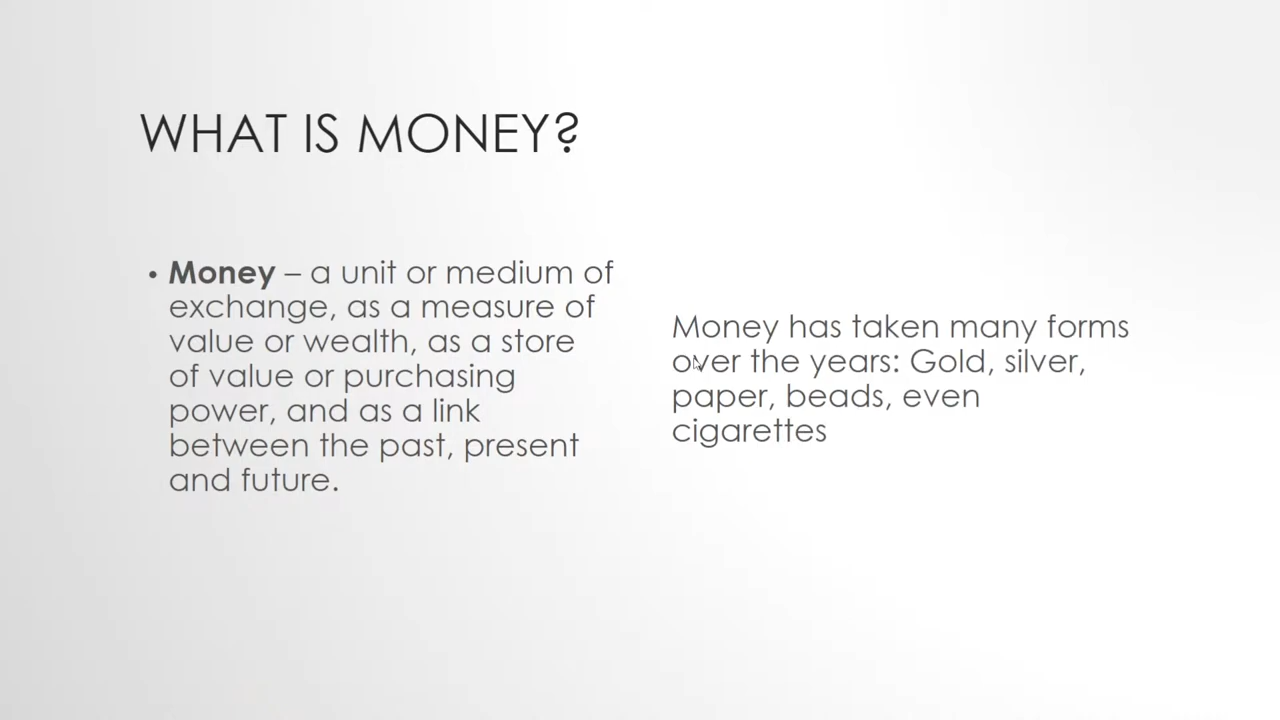 WHAT IS MONEY?
• Money – a unit or medium of
exchange, as a measure of
value or wealth, as a store
of value or purchasing
power, and as a link
between the past, present
and future.
Money has taken many forms
over the years: Gold, silver,
paper, beads, even
cigarettes